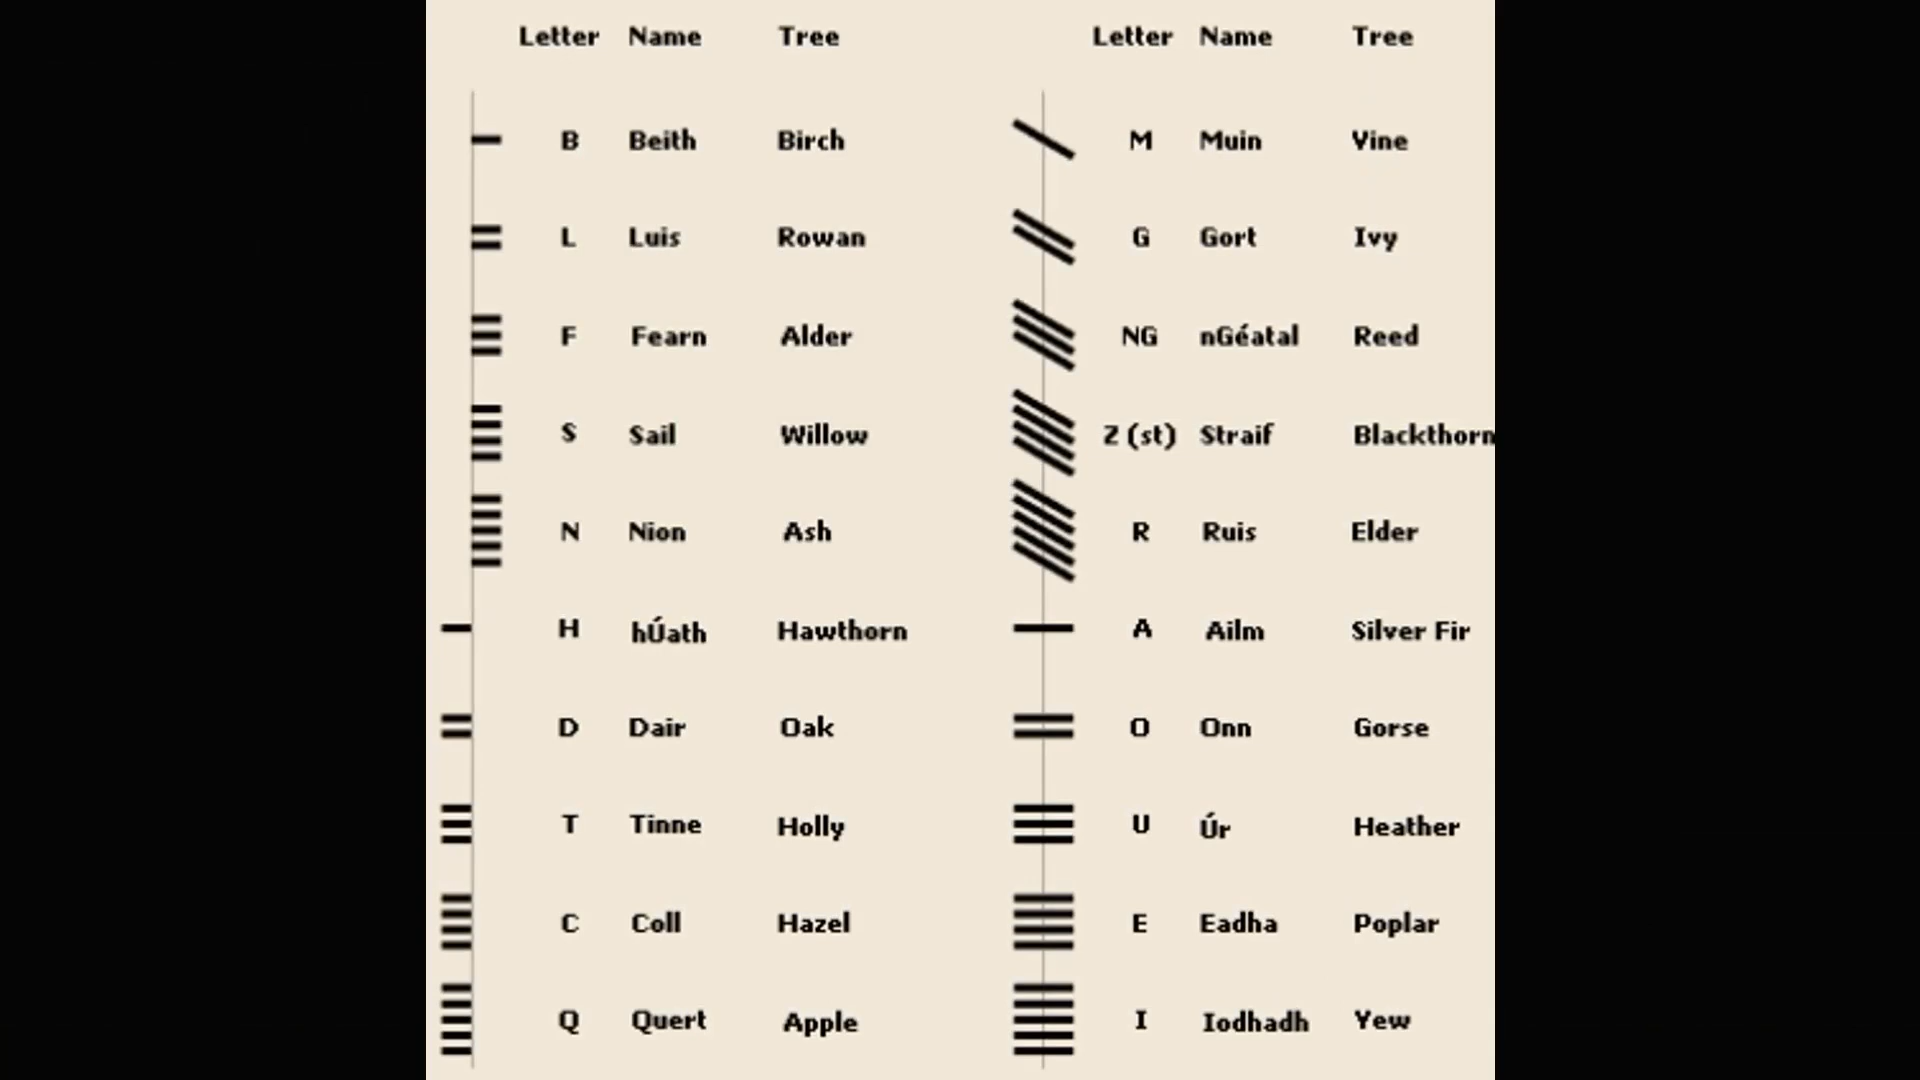 Letter Name Tree Letter Name Tree
B Beith Birch M Muin Vine
L Luis Rowan G Gort Ivy
F Fearn Alder NG nGéatal Reed
S Sail Willow Z (st) Straif Blackthorn
N Nion Ash R Ruis Elder
H hÚath Hawthorn A Ailm Silver Fir
D Dair Oak O Onn Gorse
T Tinne Holly U Úr Heather
C Coll Hazel E Eadha Poplar
Q Quert Apple I Iodhadh Yew